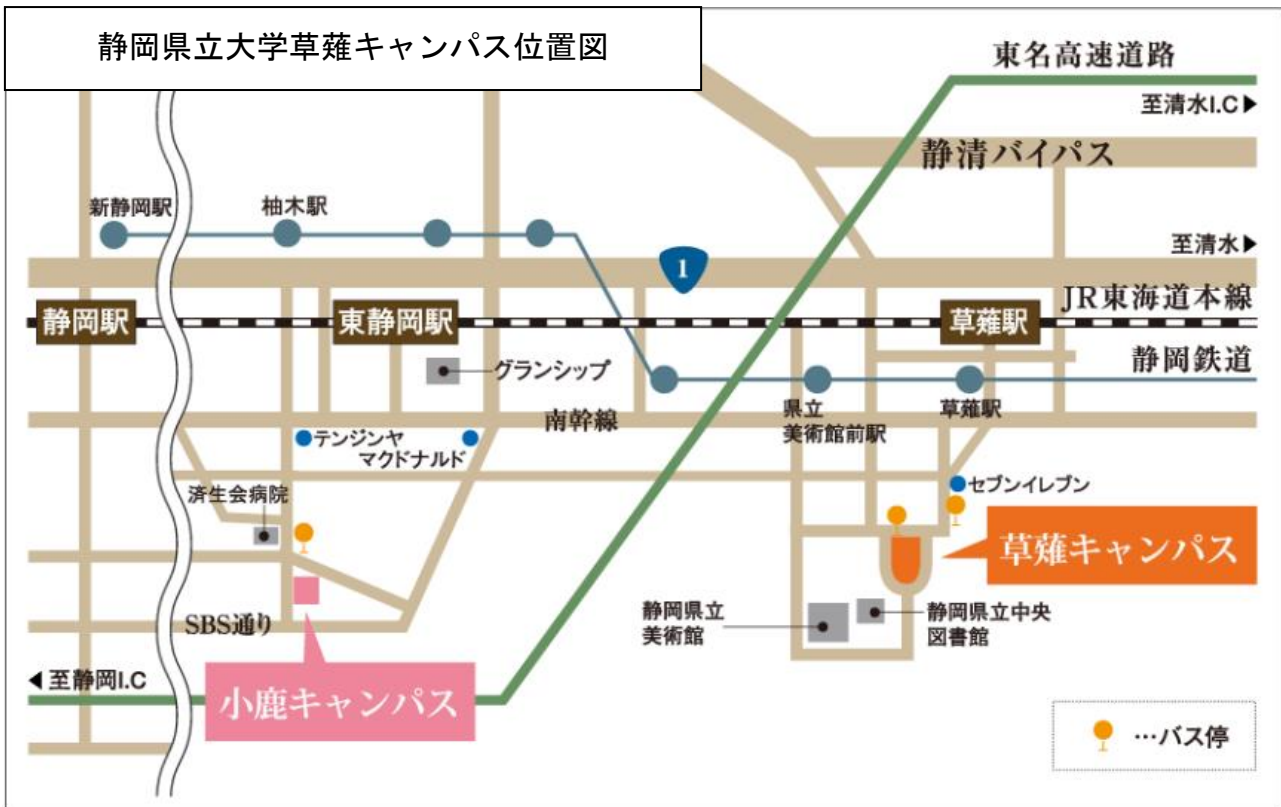 静岡県立大学草薙キャンパス位置図
東名高速道路
至清水I.C▶
静清バイパス
新静岡駅
柚木駅
至清水▶
1
JR東海道本線
静岡駅
東静岡駅
草薙駅
静岡鉄道
グランシップ
県立
美術館前駅
草薙駅
南幹線
テンジンヤ
マクドナルド
済生会病院
セブンイレブン
草薙キャンパス
静岡県立
美術館
静岡県立中央
図書館
SBS通り
◀至静岡I.C
小鹿キャンパス
…バス停